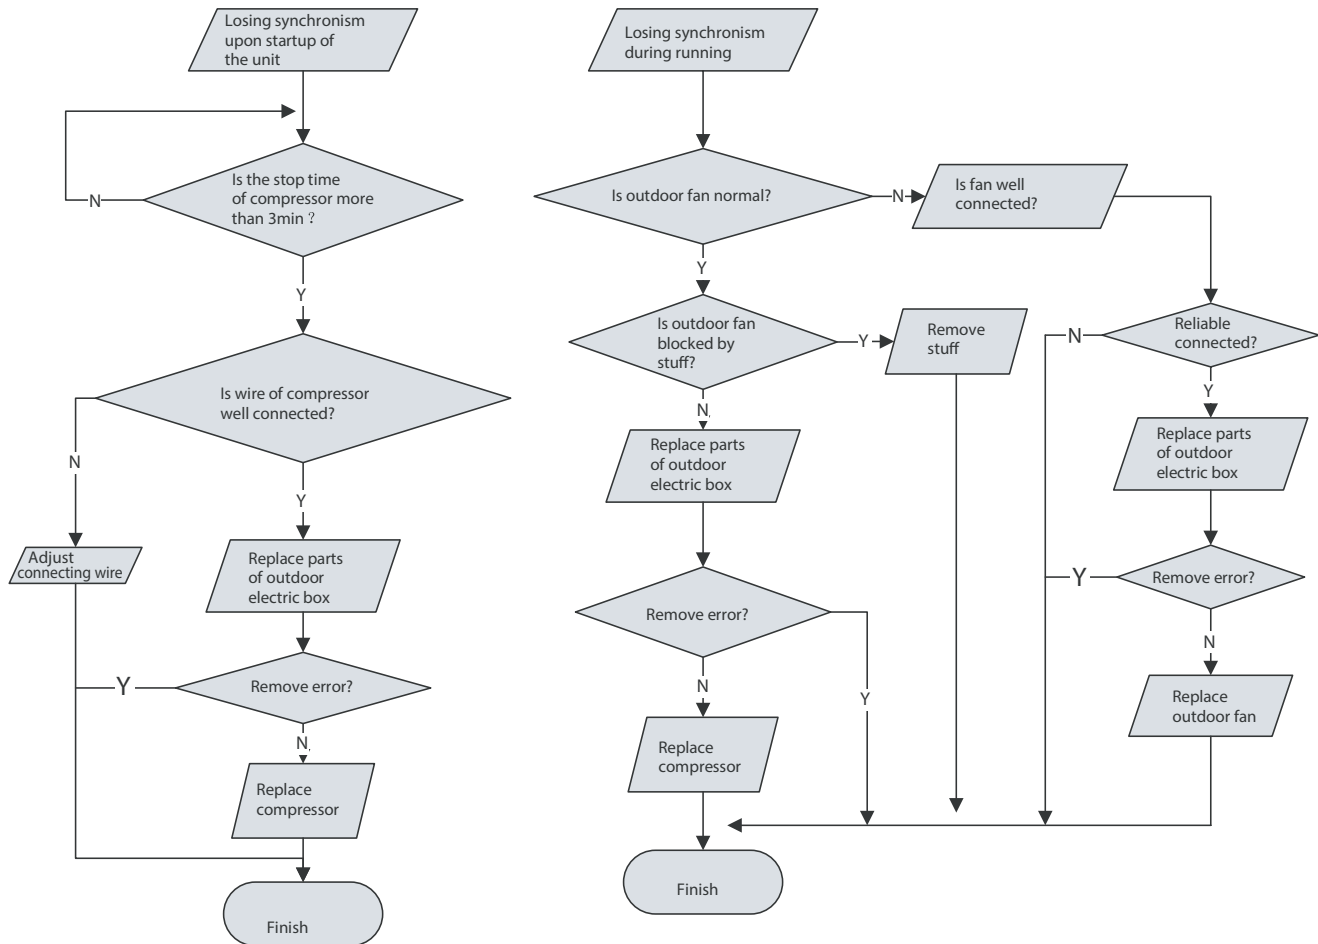 Losing synchronism
upon startup of
the unit
N
Is the stop time
of compressor more
than 3min ?
Y
Is wire of compressor
well connected?
N
Y
Adjust
connecting wire
Replace parts
of outdoor
electric box
Y
Remove error?
N
Replace
compressor
Finish
Losing synchronism
during running
Is outdoor fan normal?
N
Is fan well
connected?
Y
Is outdoor fan
blocked by
stuff?
Y
Remove
stuff
N
Reliable
connected?
N
Y
Replace parts
of outdoor
electric box
Replace parts
of outdoor
electric box
Remove error?
Y
Remove error?
N
Y
N
Replace
compressor
Replace
outdoor fan
Finish